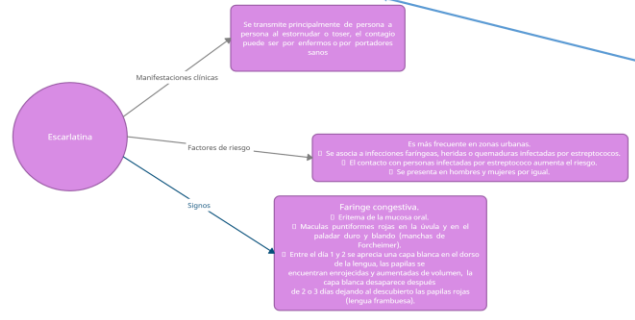 Se transmite principalmente de persona a
persona al estornudar o toser, el contagio
puede ser por enfermos o por portadores
sanos
Manifestaciones clínicas
Escarlatina
Factores de riesgo
Es más frecuente en zonas urbanas.
Se asocia a infecciones faríngeas, heridas o quemaduras infectadas por estreptococos.
El contacto con personas infectadas por estreptococo aumenta el riesgo.
Se presenta en hombres y mujeres por igual.
Signos
Faringe congestiva.
Eritema de la mucosa oral.
Maculas puntiformes rojas en la úvula y en el
paladar duro y blando (manchas de
Forcheimer).
Entre el día 1 y 2 se aprecia una capa blanca en el dorso
de la lengua, las papilas se
encuentran enrojecidas y aumentadas de volumen, la
capa blanca desaparece después
de 2 o 3 días dejando al descubierto las papilas rojas
(lengua frambuesa).